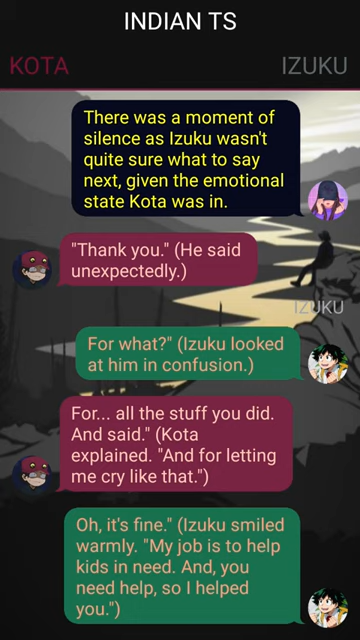 INDIAN TS
KOTA IZUKU
There was a moment of
silence as Izuku wasn't
quite sure what to say
next, given the emotional
state Kota was in.
"Thank you." (He said
unexpectedly.)
IZUKU
For what?" (Izuku looked
at him in confusion.)
For... all the stuff you did.
And said." (Kota
explained. "And for letting
me cry like that.")
Oh, it's fine." (Izuku smiled
warmly. "My job is to help
kids in need. And, you
need help, so I helped
you.")